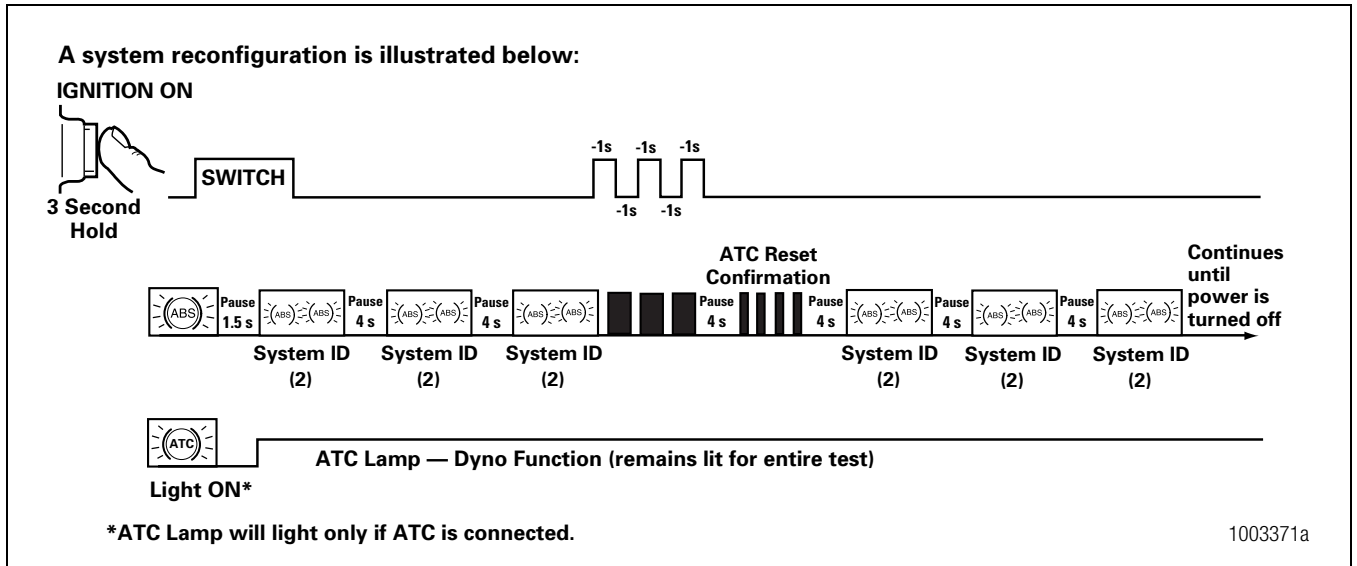 A system reconfiguration is illustrated below:
IGNITION ON
-1s -1s -1s
SWITCH
3 Second
Hold
-1s -1s
ATC Reset
Confirmation
Continues
until
power is
turned off
ABS
Pause
1.5 s
ABS ABS
Pause
4 s
ABS ABS
Pause
4 s
ABS ABS
Pause
4 s
Pause
4 s
ABS ABS
Pause
4 s
ABS ABS
Pause
4 s
ABS ABS
System ID
(2)
System ID
(2)
System ID
(2)
System ID
(2)
System ID
(2)
System ID
(2)
ATC
ATC Lamp — Dyno Function (remains lit for entire test)
Light ON*
*ATC Lamp will light only if ATC is connected.
1003371a